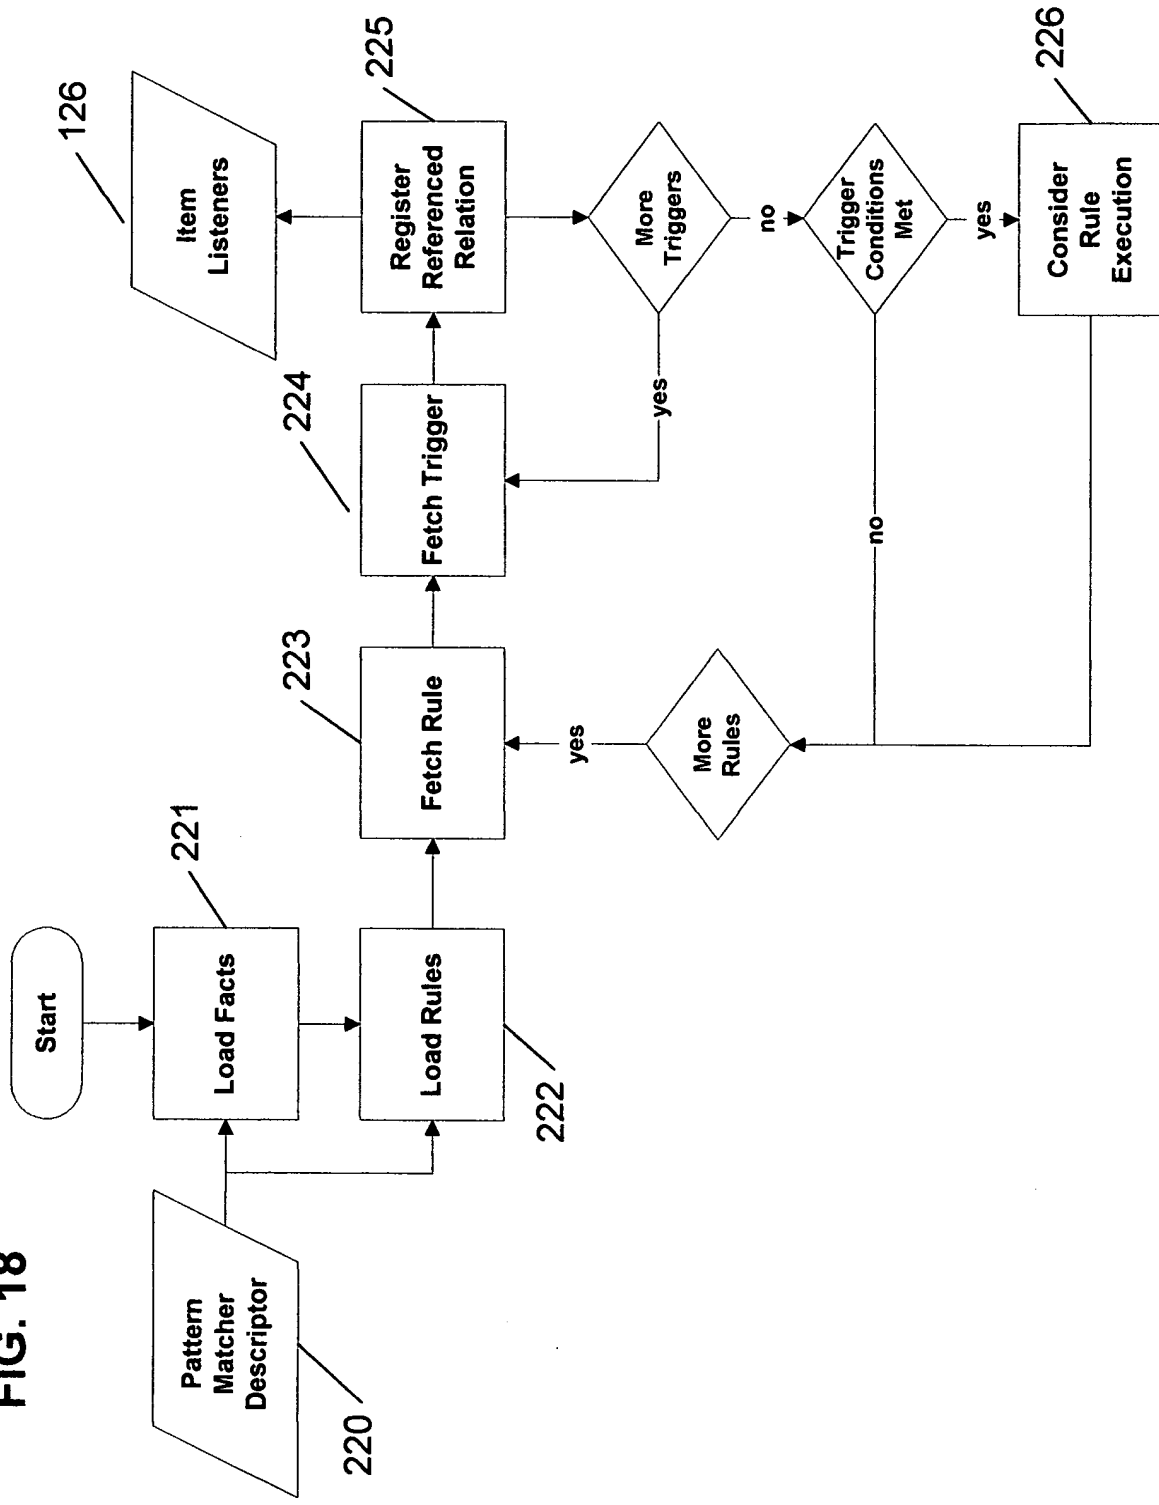 FIG. 18
Start
Pattern
Matcher
Descriptor
220
Load Facts
221
Load Rules
222
Fetch Rule
223
Fetch Trigger
224
Register
Referenced
Relation
225
Item
Listeners
126
More
Triggers
yes
no
Trigger
Conditions
Met
no
yes
Consider
Rule
Execution
226
More
Rules
yes